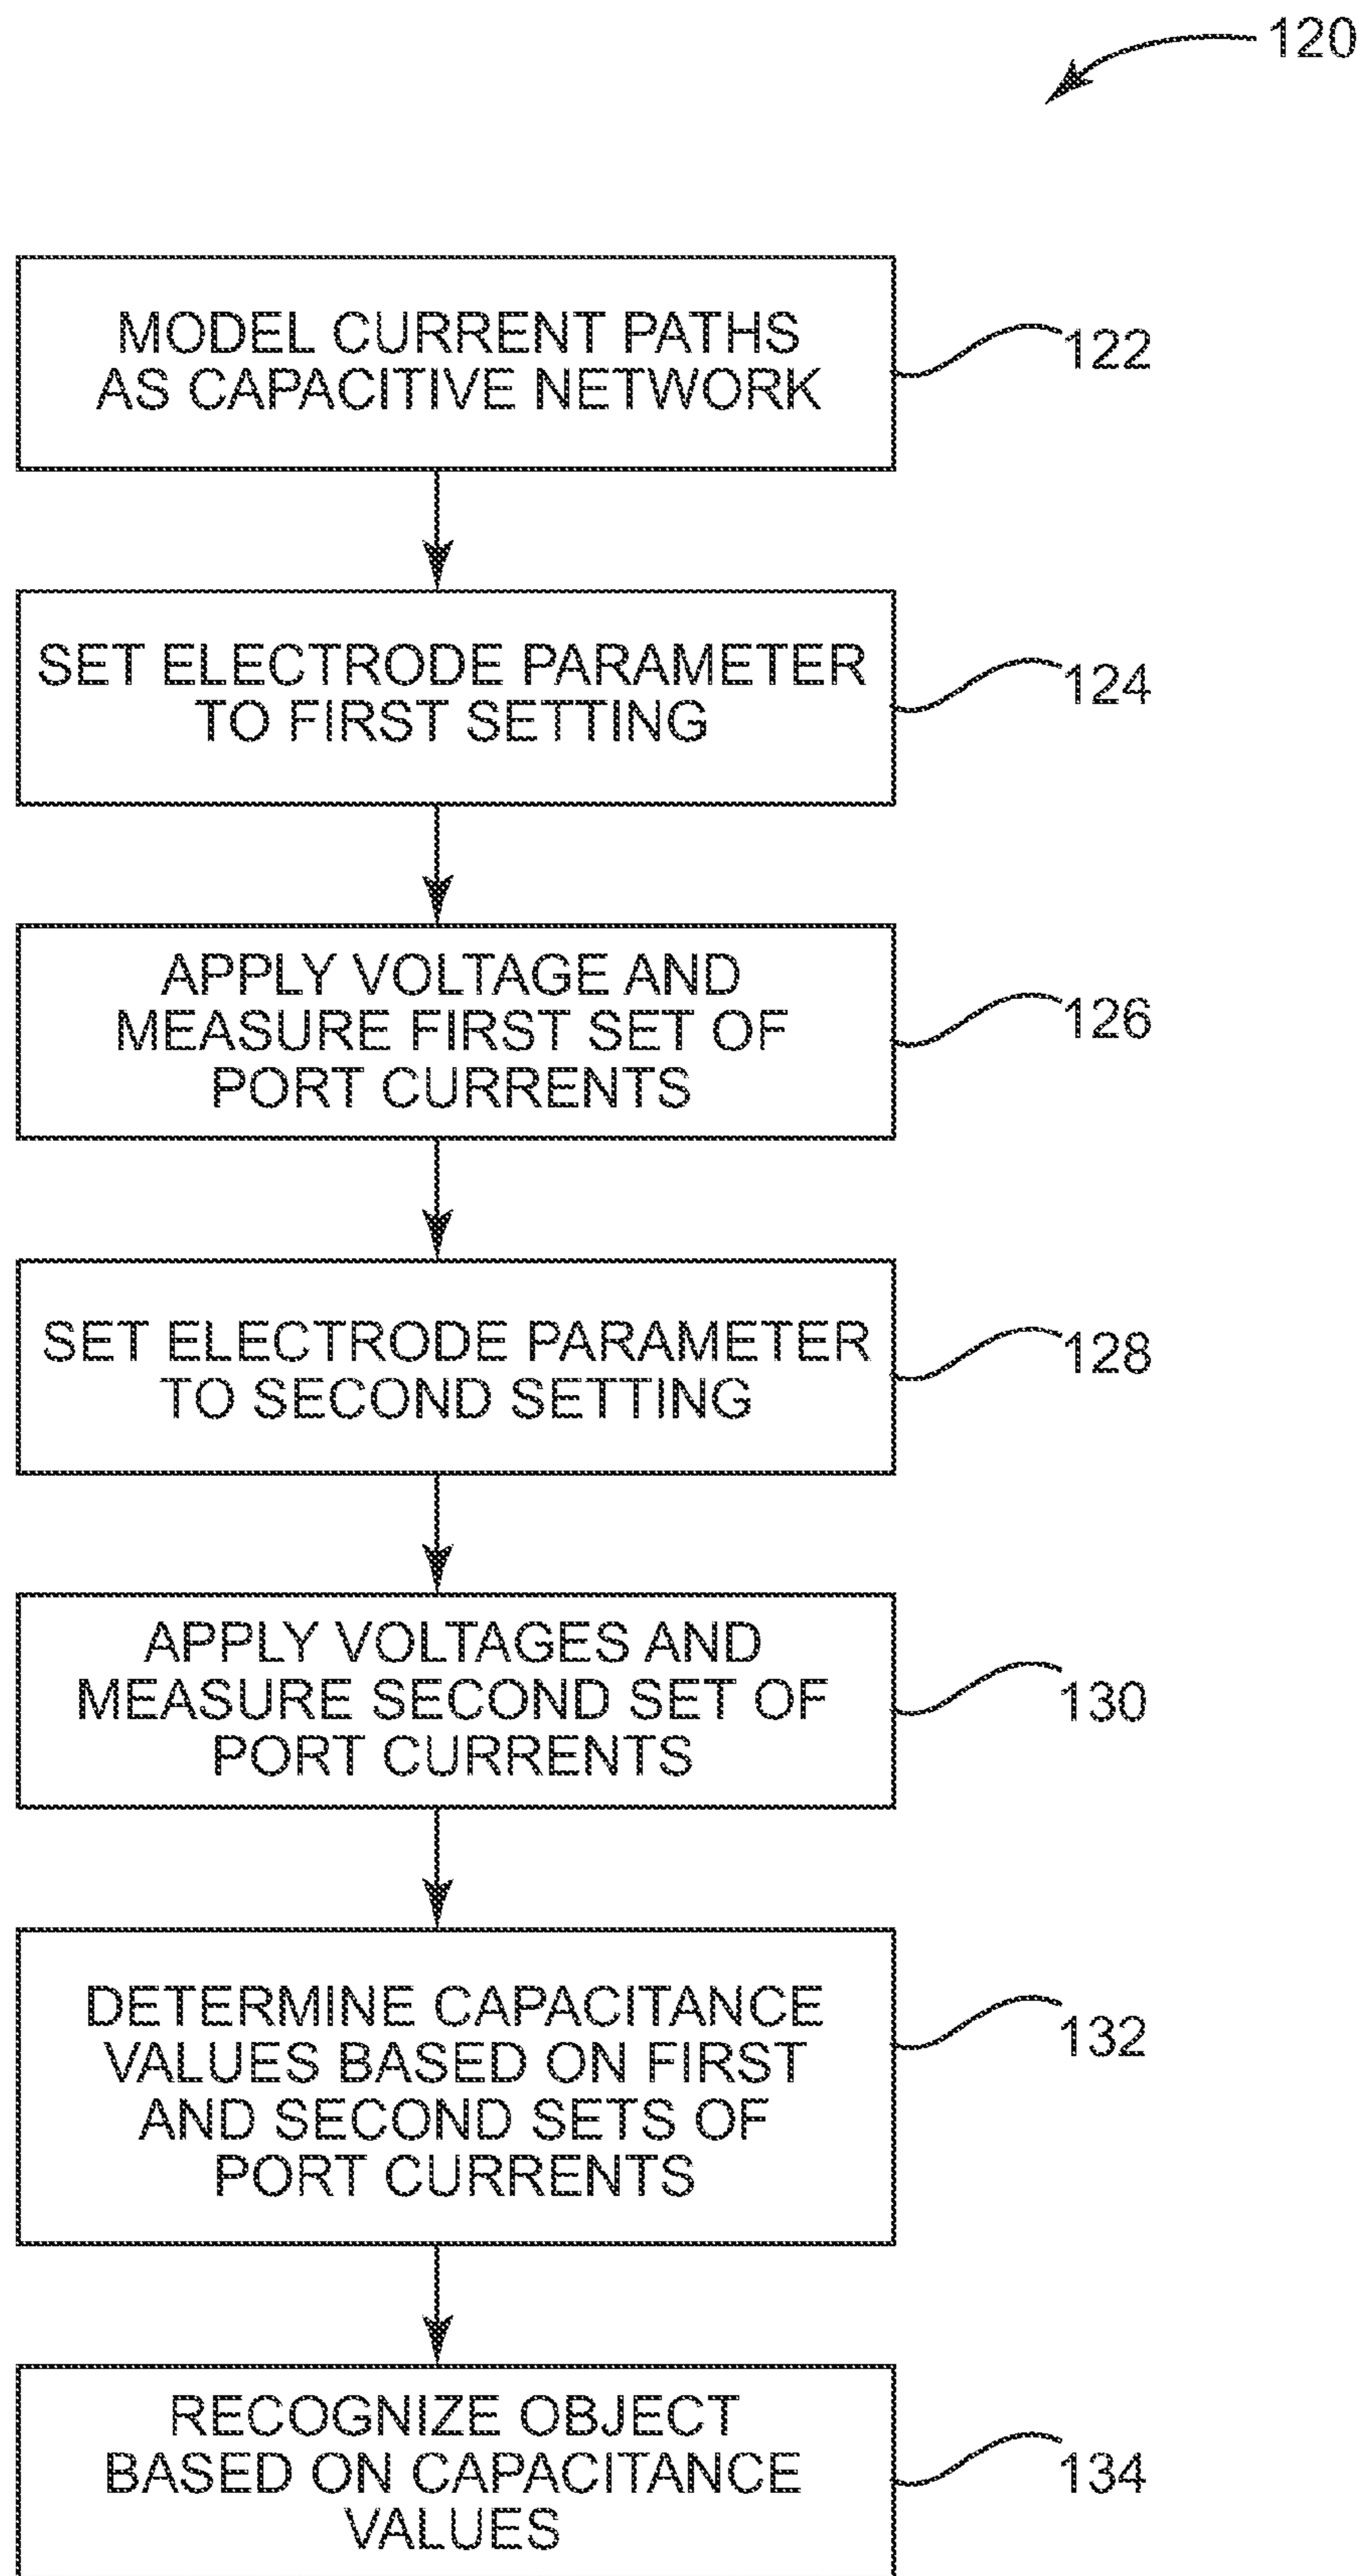 120
MODEL CURRENT PATHS
AS CAPACITIVE NETWORK
122
SET ELECTRODE PARAMETER
TO FIRST SETTING
124
APPLY VOLTAGE AND
MEASURE FIRST SET OF
PORT CURRENTS
126
SET ELECTRODE PARAMETER
TO SECOND SETTING
128
APPLY VOLTAGES AND
MEASURE SECOND SET OF
PORT CURRENTS
130
DETERMINE CAPACITANCE
VALUES BASED ON FIRST
AND SECOND SETS OF
PORT CURRENTS
132
RECOGNIZE OBJECT
BASED ON CAPACITANCE
VALUES
134